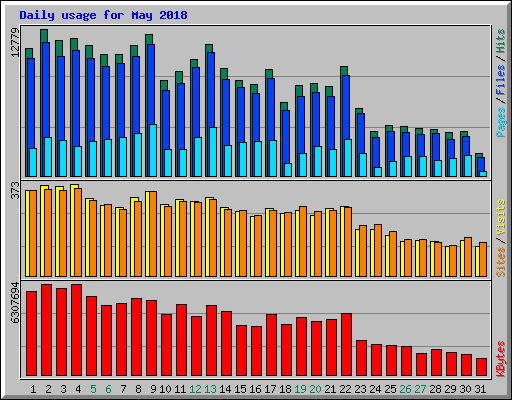 Daily usage for May 2018
12779
373
6307694
Pages / Files / Hits
Sites / Visits
KBytes
1 2 3 4 5 6 7 8 9 10 11 12 13 14 15 16 17 18 19 20 21 22 23 24 25 26 27 28 29 30 31